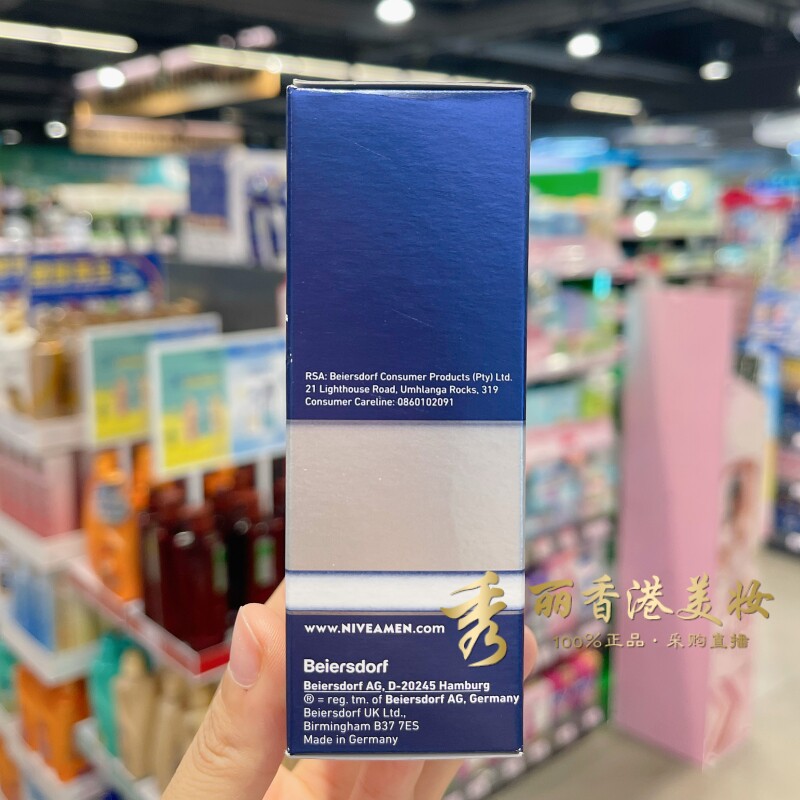 RSA: Beiersdorf Consumer Products (Pty) Ltd.
21 Lighthouse Road, Umhlanga Rocks, 319
Consumer Careline: 0860102091
www.NIVEAMEN.com
秀丽香港美妆
100%正品·采购直播
Beiersdorf
Beiersdorf AG, D-20245 Hamburg
® = reg. tm. of Beiersdorf AG, Germany
Beiersdorf UK Ltd.,
Birmingham B37 7ES
Made in Germany